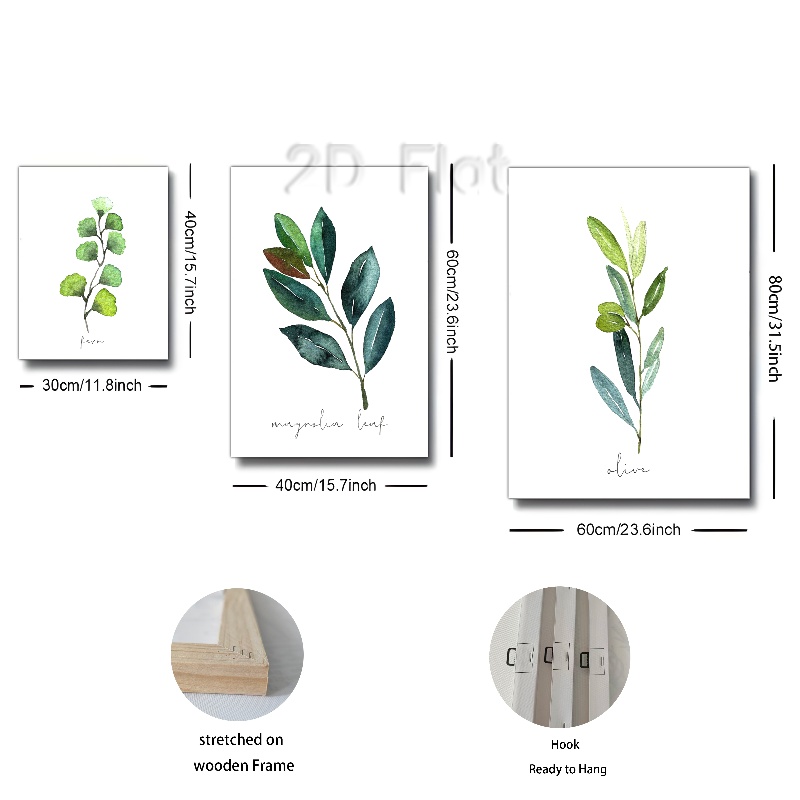 2D Flat
40cm/15.7inch
30cm/11.8inch
fern
60cm/23.6inch
magnolia leaf
40cm/15.7inch
80cm/31.5inch
olive
60cm/23.6inch
stretched on
wooden Frame
Hook
Ready to Hang